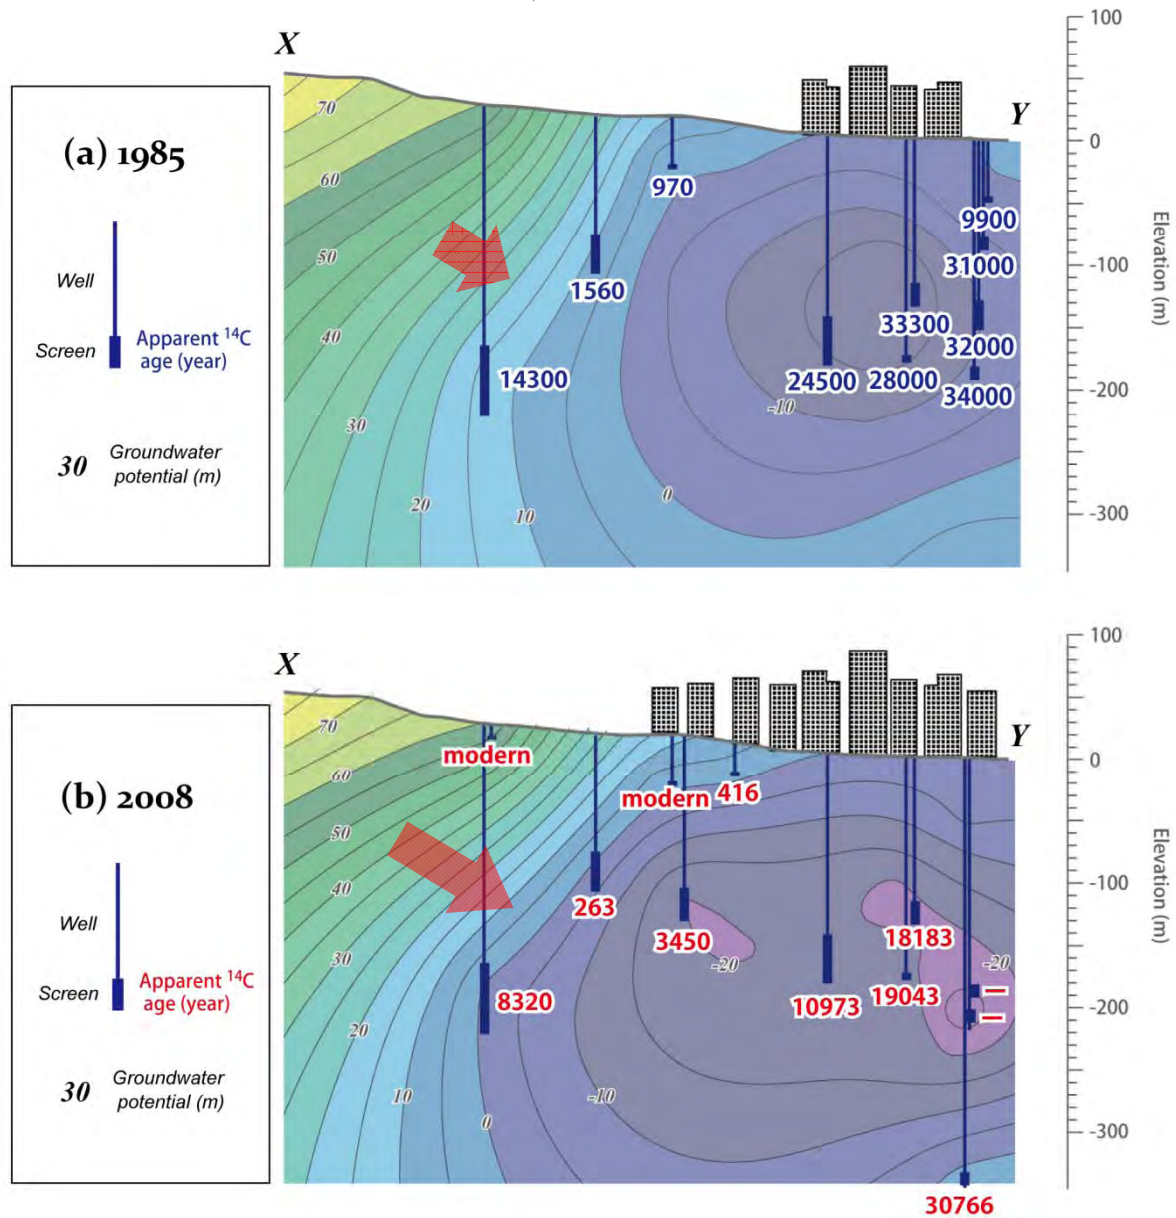 X
100
(a) 1985
70
Y
0
60
970
9900
Well
50
1560
31000
-100
Elevation (m)
33300
Screen
Apparent ¹⁴C
age (year)
40
32000
14300
24500
28000
34000
-200
-10
30
30
Groundwater
potential (m)
20
10
0
-300
X
100
70
modern
Y
0
(b) 2008
60
modern
416
50
-100
Elevation (m)
Well
40
263
3450
18183
30
-20
-20
Screen
Apparent ¹⁴C
age (year)
8320
10973
19043
-200
20
30
Groundwater
potential (m)
10
-10
0
-300
30766